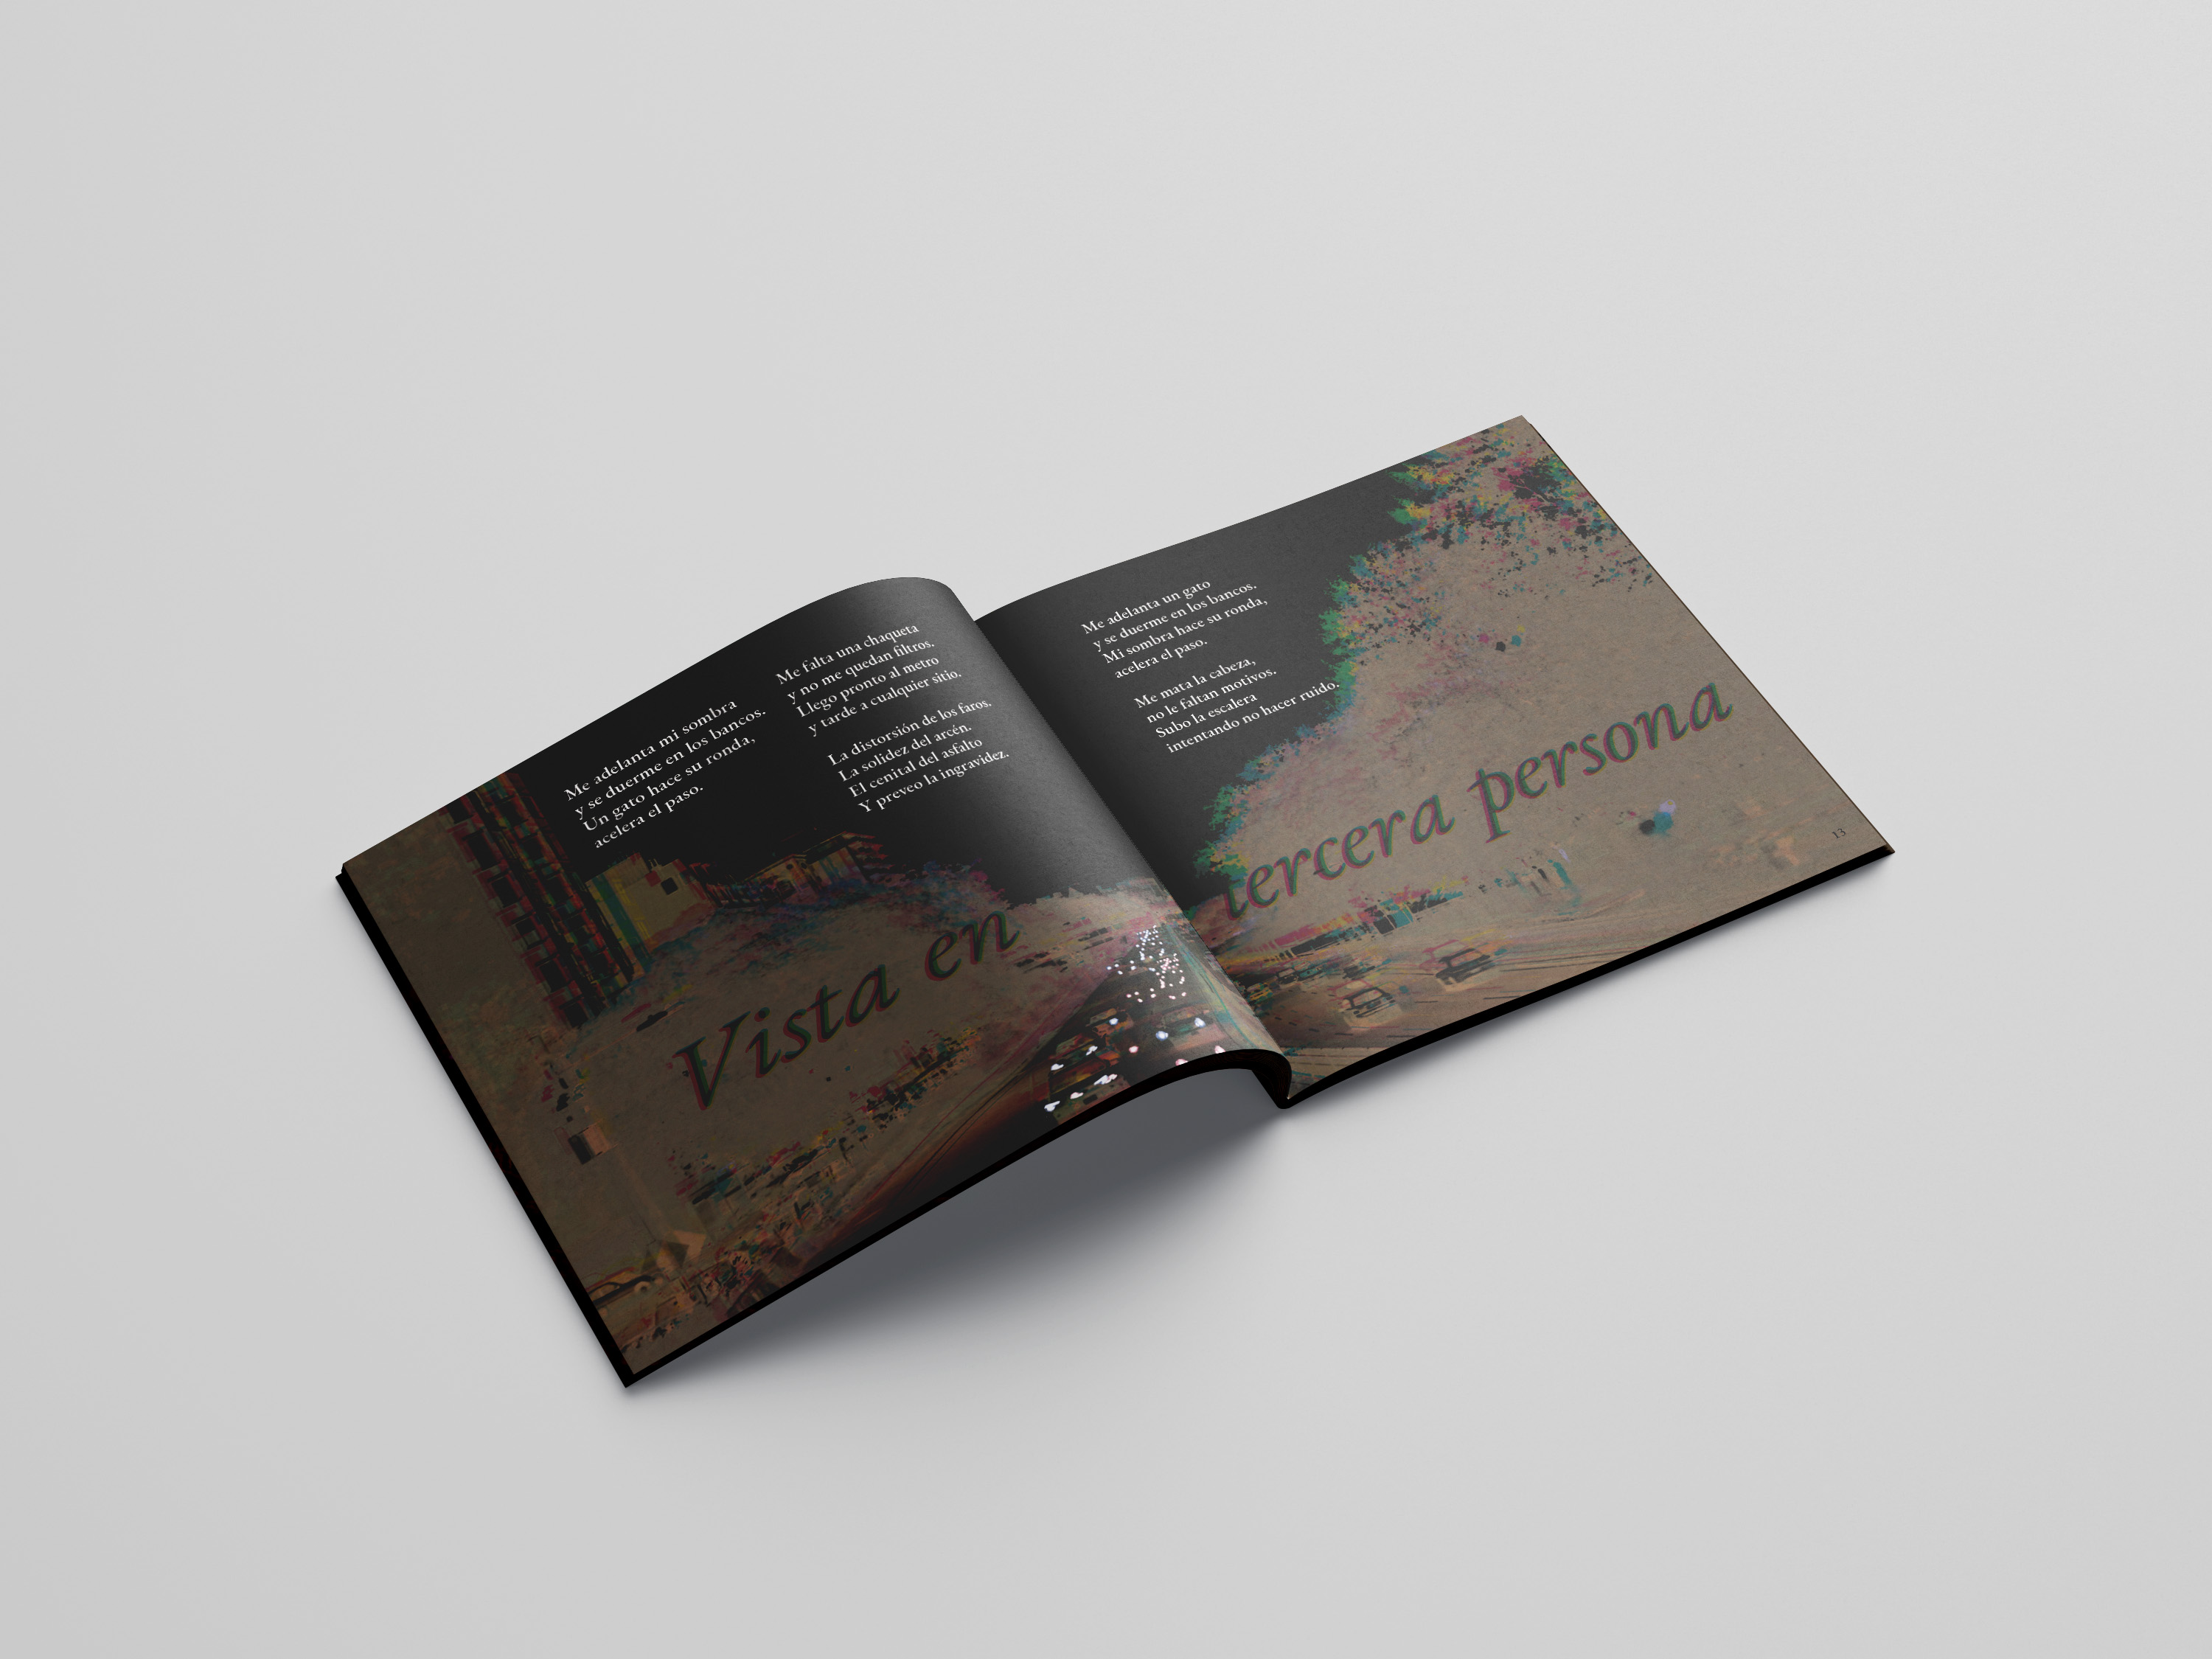 Me adelanta mi sombra
y se duerme en los bancos.
Un gato hace su ronda,
acelera el paso.
Me falta una chaqueta
y no me quedan filtros.
Llego pronto al metro
y tarde a cualquier sitio.
La distorsión de los faros.
La solidez del arcén.
El cenital del asfalto
Y preveo la ingravidez.
Vista en
Me adelanta un gato
y se duerme en los bancos.
Mi sombra hace su ronda,
acelera el paso.
Me mata la cabeza,
no le faltan motivos.
Subo la escalera
intentando no hacer ruido.
tercera persona
13